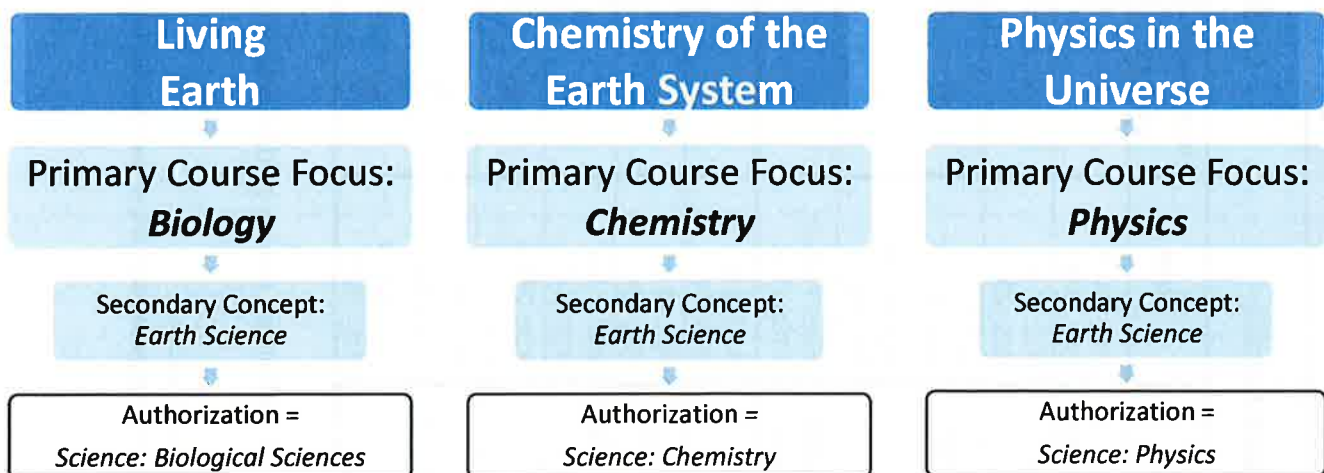 Living
Earth
Primary Course Focus:
Biology
Secondary Concept:
Earth Science
Authorization =
Science: Biological Sciences
Chemistry of the
Earth System
Primary Course Focus:
Chemistry
Secondary Concept:
Earth Science
Authorization =
Science: Chemistry
Physics in the
Universe
Primary Course Focus:
Physics
Secondary Concept:
Earth Science
Authorization =
Science: Physics